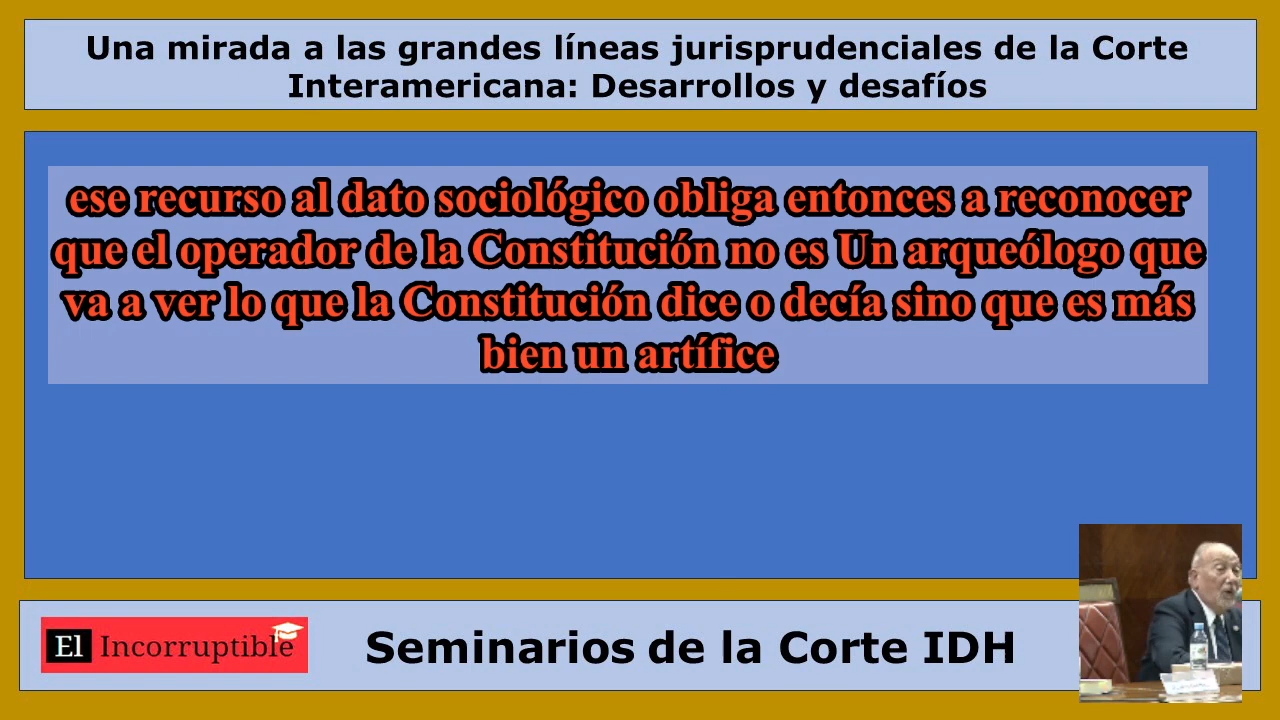 Una mirada a las grandes líneas jurisprudenciales de la Corte
Interamericana: Desarrollos y desafíos
ese recurso al dato sociológico obliga entonces a reconocer
que el operador de la Constitución no es Un arqueólogo que
va a ver lo que la Constitución dice o decía sino que es más
bien un artífice
El Incorruptible
Seminarios de la Corte IDH